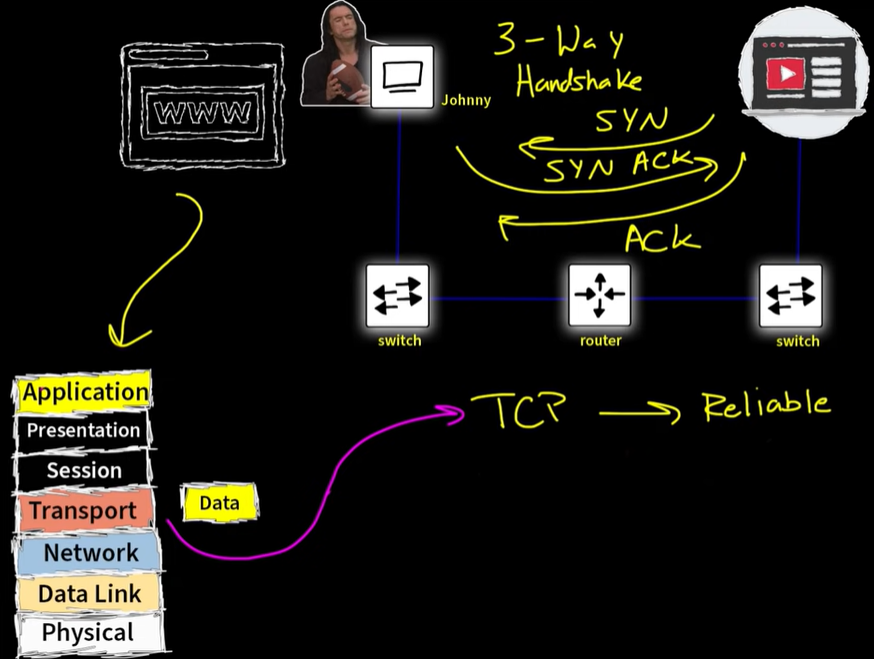 WWW
Johnny
3-Way
Handshake
SYN
SYN ACK
ACK
switch
router
switch
Application
Presentation
Session
Transport
Network
Data Link
Physical
Data
TCP → Reliable